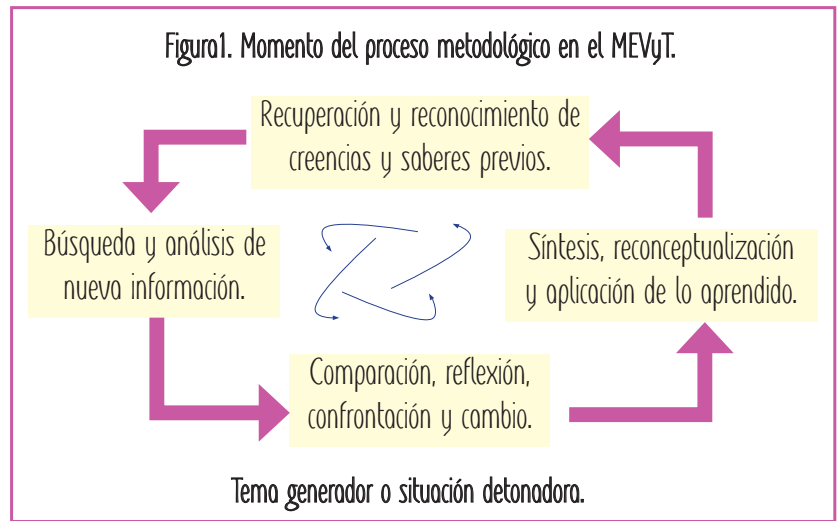 Figura1. Momento del proceso metodológico en el MEVyT.
Recuperación y reconocimiento de
creencias y saberes previos.
Búsqueda y análisis de
nueva información.
Síntesis, reconceptualización
y aplicación de lo aprendido.
Comparación, reflexión,
confrontación y cambio.
Tema generador o situación detonadora.